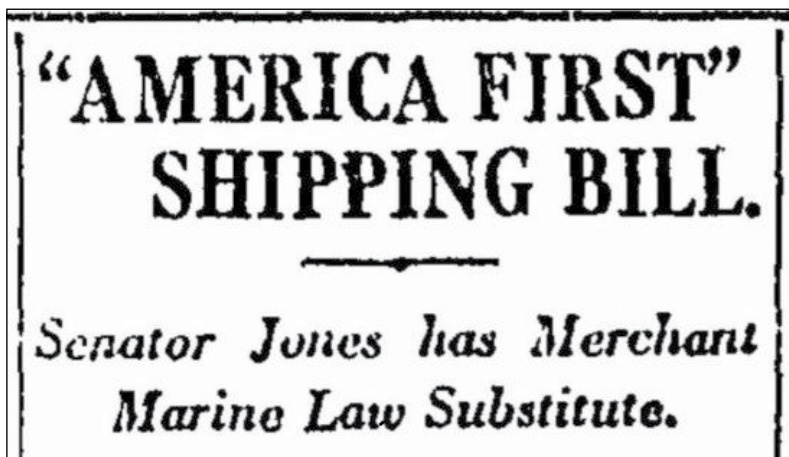 “AMERICA FIRST”
SHIPPING BILL.
Senator Jones has Merchant
Marine Law Substitute.